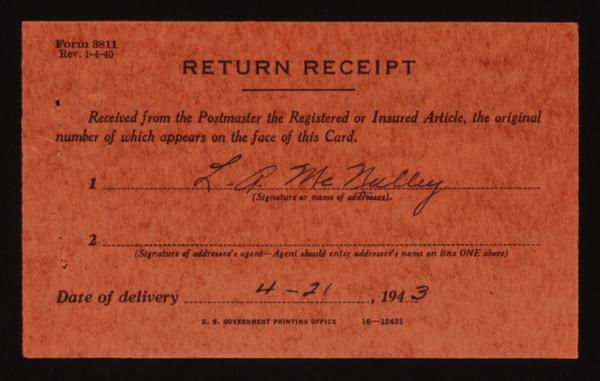 Form 3811
Rev. 1-4-40
RETURN RECEIPT
Received from the Postmaster the Registered or Insured Article, the original
number of which appears on the face of this Card.
1 L. P. McNulley
(Signature or name of addressee).
2
(Signature of addressee's agent—Agent should enter addressee's name on line ONE above)
Date of delivery 4-21, 1943
U. S. GOVERNMENT PRINTING OFFICE 16—12421